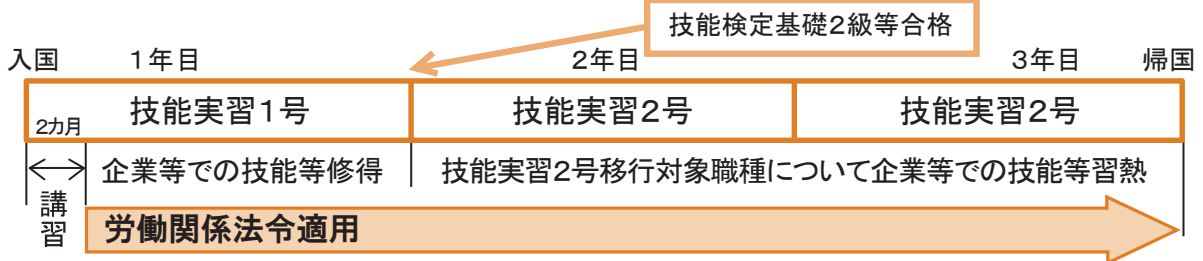 技能検定基礎2級等合格
入国 1年目 2年目 3年目 帰国
2カ月 技能実習1号 技能実習2号 技能実習2号
講習 企業等での技能等修得 技能実習2号移行対象職種について企業等での技能等習熟
労働関係法令適用